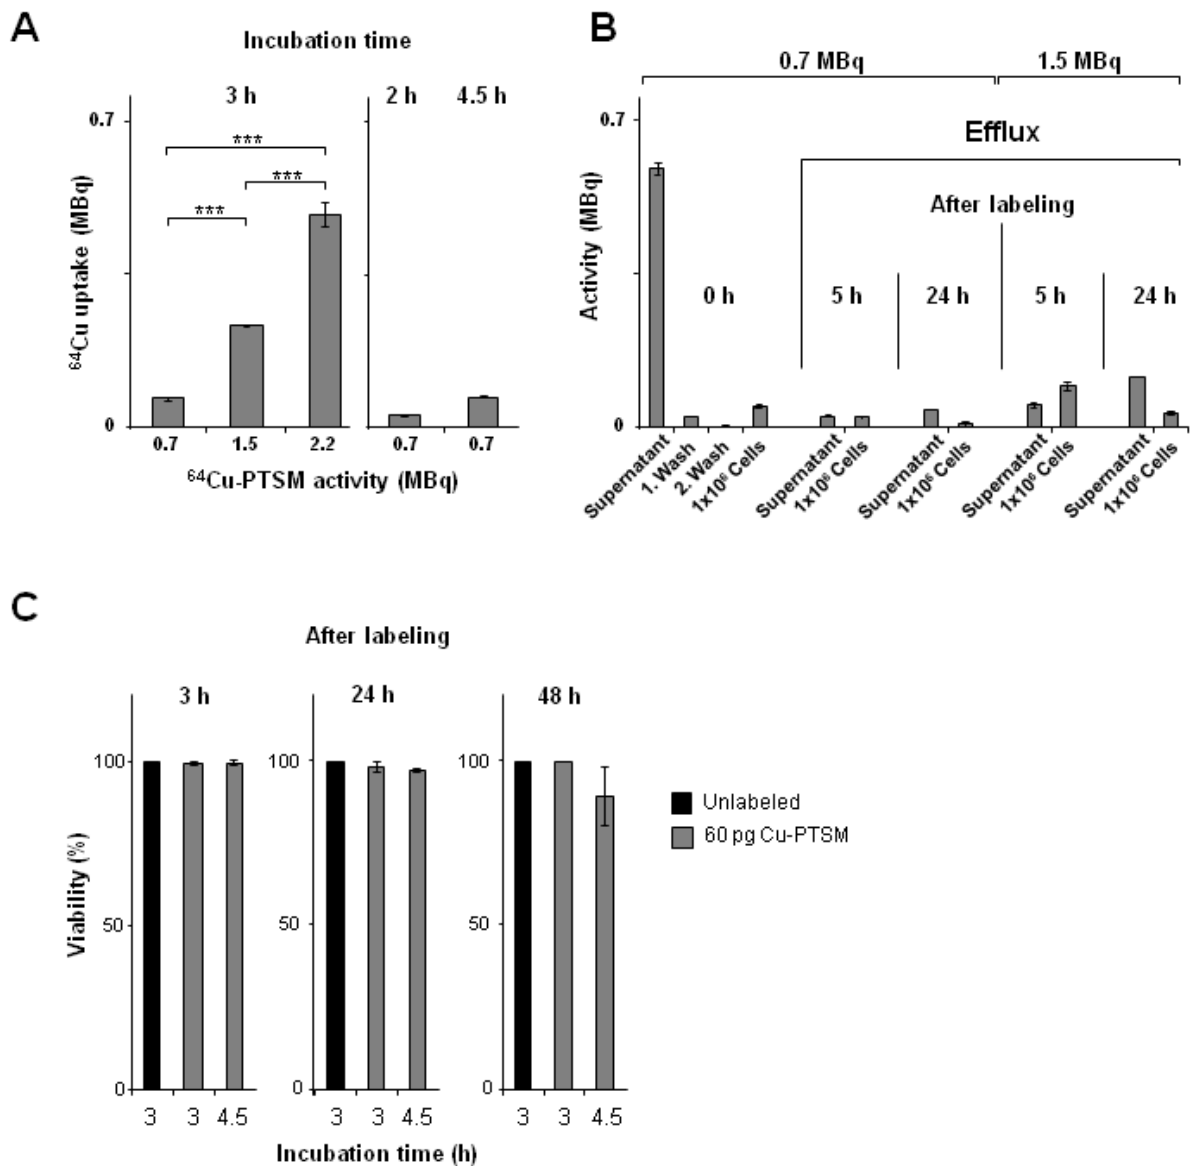 A
Incubation time
3 h
2 h
4.5 h
0.7
***
***
***
0
⁶⁴Cu uptake (MBq)
0.7
1.5
2.2
0.7
0.7
⁶⁴Cu-PTSM activity (MBq)
B
0.7 MBq
1.5 MBq
0.7
Efflux
After labeling
0 h
5 h
24 h
5 h
24 h
0
Activity (MBq)
Supernatant
1. Wash
2. Wash
1x10⁶ Cells
Supernatant
1x10⁶ Cells
Supernatant
1x10⁶ Cells
Supernatant
1x10⁶ Cells
Supernatant
1x10⁶ Cells
C
After labeling
3 h
24 h
48 h
100
100
100
50
50
50
0
0
0
Viability (%)
3
3
4.5
3
3
4.5
3
3
4.5
Incubation time (h)
Unlabeled
60 pg Cu-PTSM